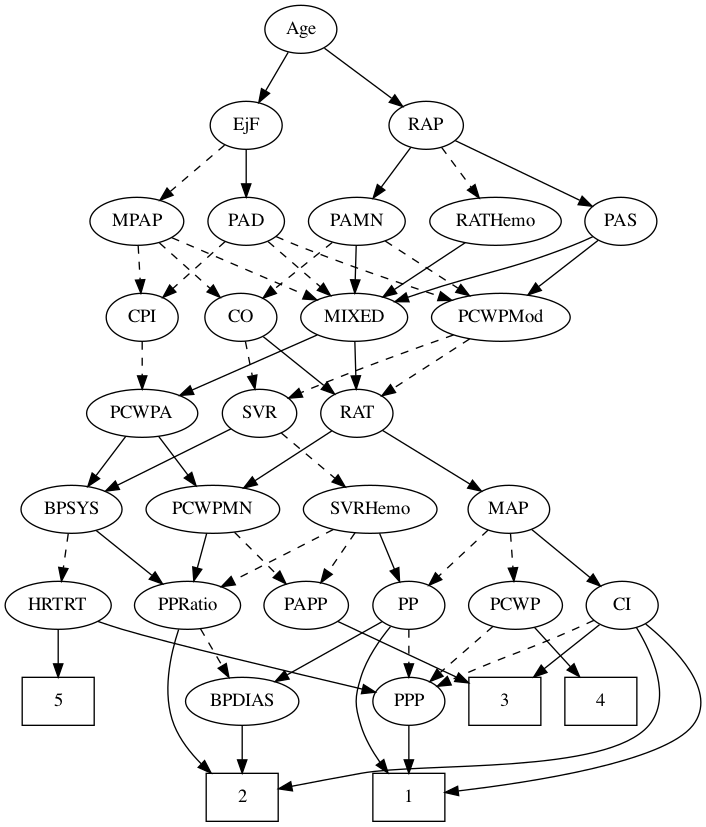 Age
EjF
RAP
MPAP
PAD
PAMN
RATHemo
PAS
CPI
CO
MIXED
PCWPMod
PCWPA
SVR
RAT
BPSYS
PCWPMN
SVRHemo
MAP
HRTRT
PPRatio
PAPP
PP
PCWP
CI
5
BPDIAS
PPP
3
4
2
1